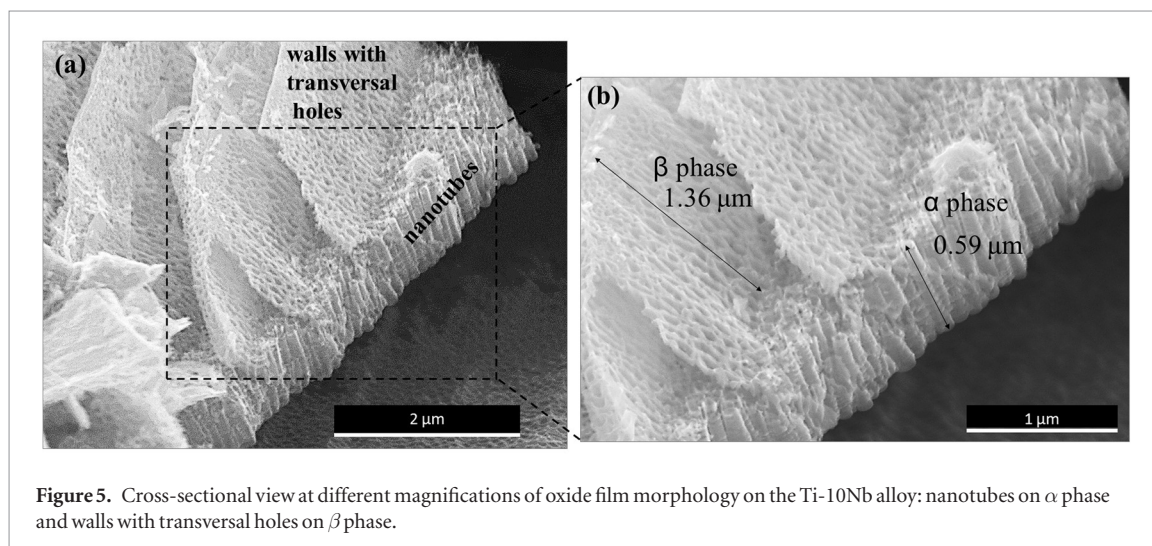 (a)
walls with
transversal
holes
nanotubes
2 μm
(b)
β phase
1.36 μm
α phase
0.59 μm
1 μm
Figure 5. Cross-sectional view at different magnifications of oxide film morphology on the Ti-10Nb alloy: nanotubes on α phase
and walls with transversal holes on β phase.